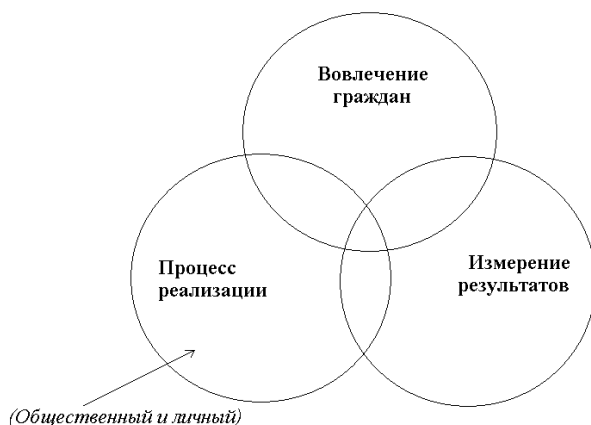 Вовлечение
граждан
Процесс
реализации
Измерение
результатов
(Общественный и личный)